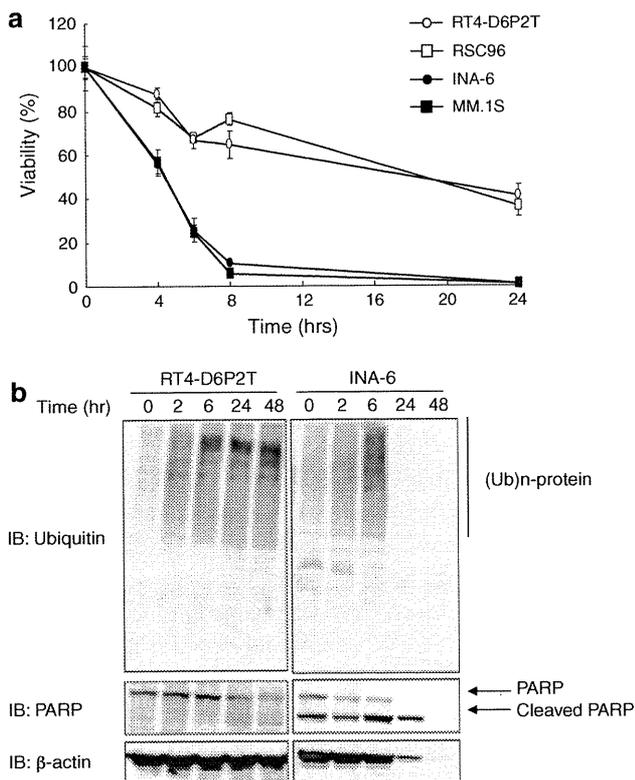 a
120
100
80
60
40
20
0
Viability (%)
0 4 8 12 16 20 24
Time (hrs)
RT4-D6P2T
RSC96
INA-6
MM.1S
b
RT4-D6P2T INA-6
Time (hr) 0 2 6 24 48 0 2 6 24 48
(Ub)n-protein
IB: Ubiquitin
IB: PARP
PARP
Cleaved PARP
IB: β-actin